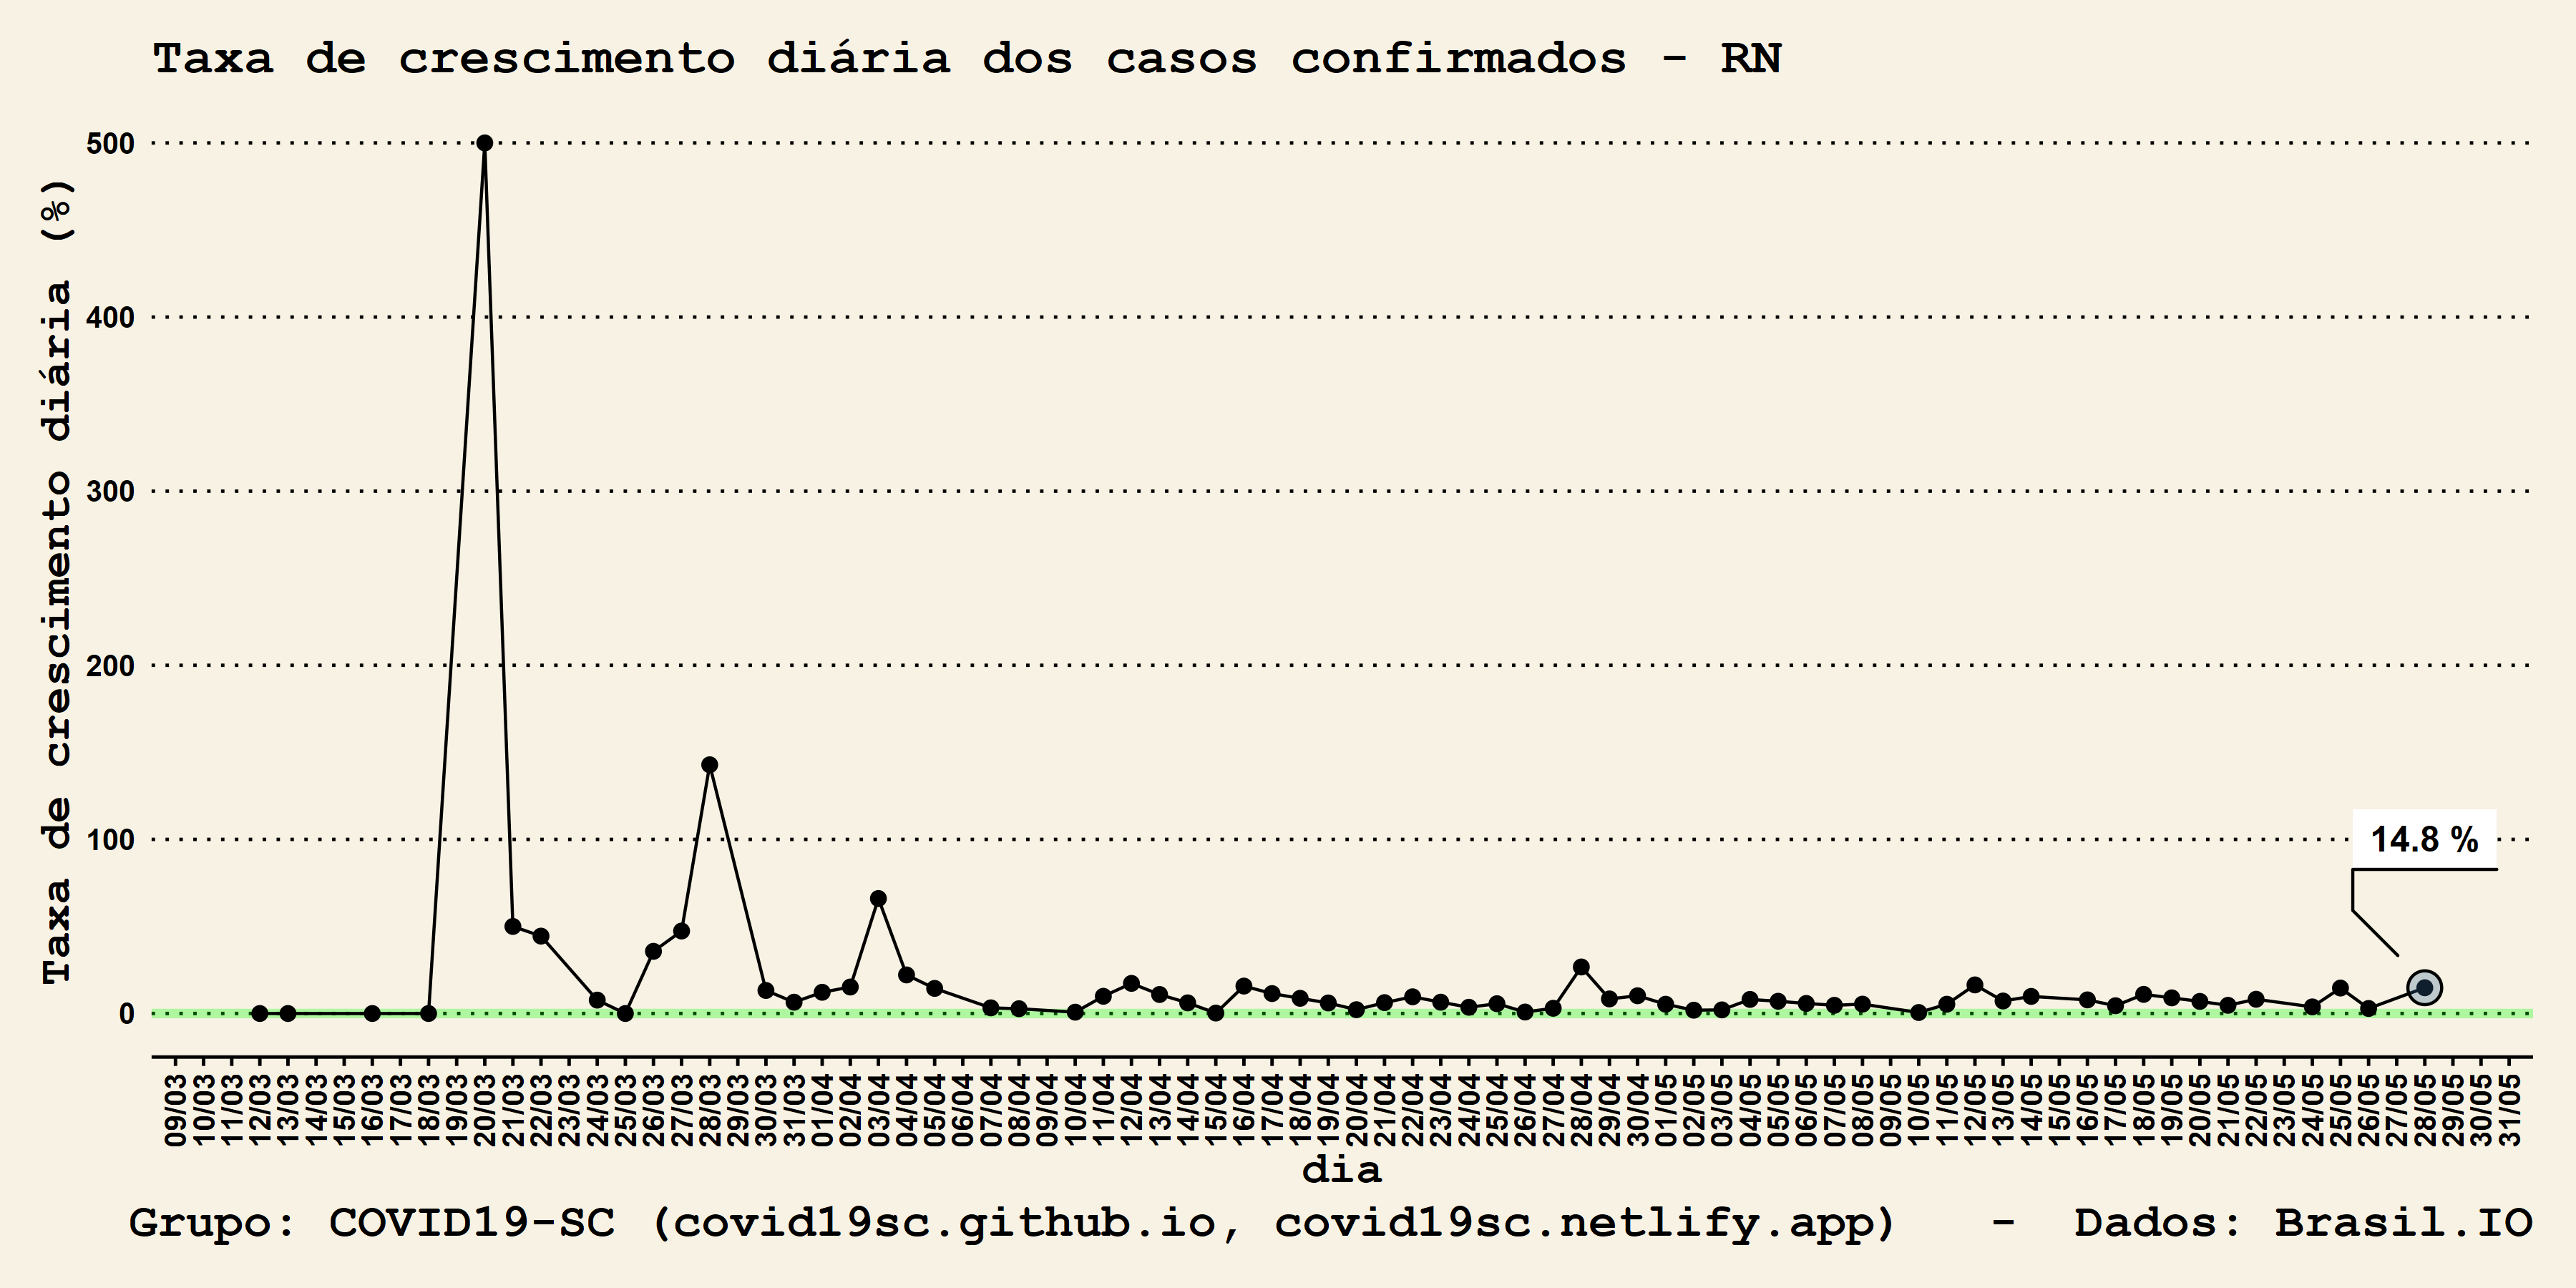 Taxa de crescimento diária dos casos confirmados - RN
Taxa de crescimento diária (%)
500
400
300
200
100
0
14.8 %
09/03 10/03 11/03 12/03 13/03 14/03 15/03 16/03 17/03 18/03 19/03 20/03 21/03 22/03 23/03 24/03 25/03 26/03 27/03 28/03 29/03 30/03 31/03 01/04 02/04 03/04 04/04 05/04 06/04 07/04 08/04 09/04 10/04 11/04 12/04 13/04 14/04 15/04 16/04 17/04 18/04 19/04 20/04 21/04 22/04 23/04 24/04 25/04 26/04 27/04 28/04 29/04 30/04 01/05 02/05 03/05 04/05 05/05 06/05 07/05 08/05 09/05 10/05 11/05 12/05 13/05 14/05 15/05 16/05 17/05 18/05 19/05 20/05 21/05 22/05 23/05 24/05 25/05 26/05 27/05 28/05 29/05 30/05 31/05
dia
Grupo: COVID19-SC (covid19sc.github.io, covid19sc.netlify.app) - Dados: Brasil.IO